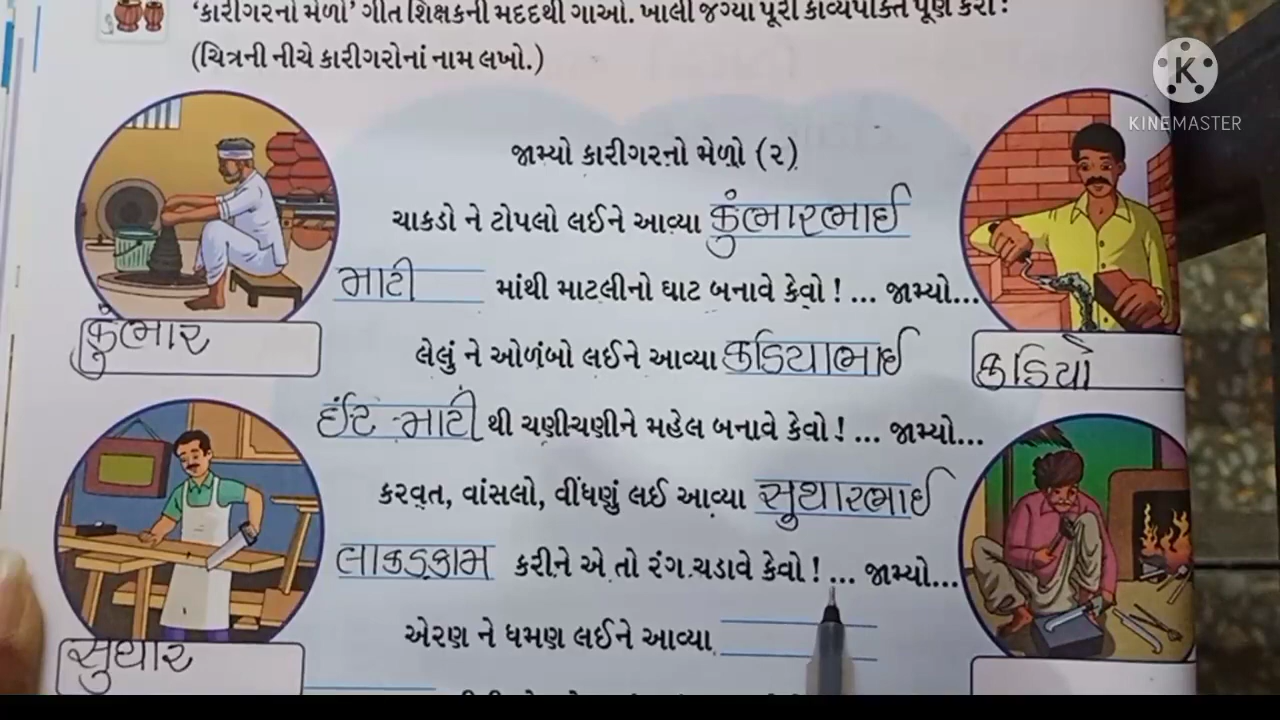 'કારીગરનો મેળો' ગીત શિક્ષકની મદદથી ગાઓ. ખાલી જગ્યા પૂરી કાવ્યપંક્તિ પૂર્ણ કરો :
(ચિત્રની નીચે કારીગરોનાં નામ લખો.)
KINEMASTER
જામ્યો કારીગરનો મેળો (૨)
ચાકડો ને ટોપલો લઈને આવ્યા કુંભારભાઈ
માટી માંથી માટલીનો ઘાટ બનાવે કેવો ! ... જામ્યો...
કુંભાર
લેલું ને ઓળંબો લઈને આવ્યા કડિયાભાઈ
કડિયો
ઈંટ માટી થી ચણીચણીને મહેલ બનાવે કેવો ! ... જામ્યો...
કરવત, વાંસલો, વીંધણું લઈ આવ્યા સુથારભાઈ
લાકડકામ કરીને એ તો રંગ ચડાવે કેવો ! ... જામ્યો...
એરણ ને ધમણ લઈને આવ્યા
સુથાર